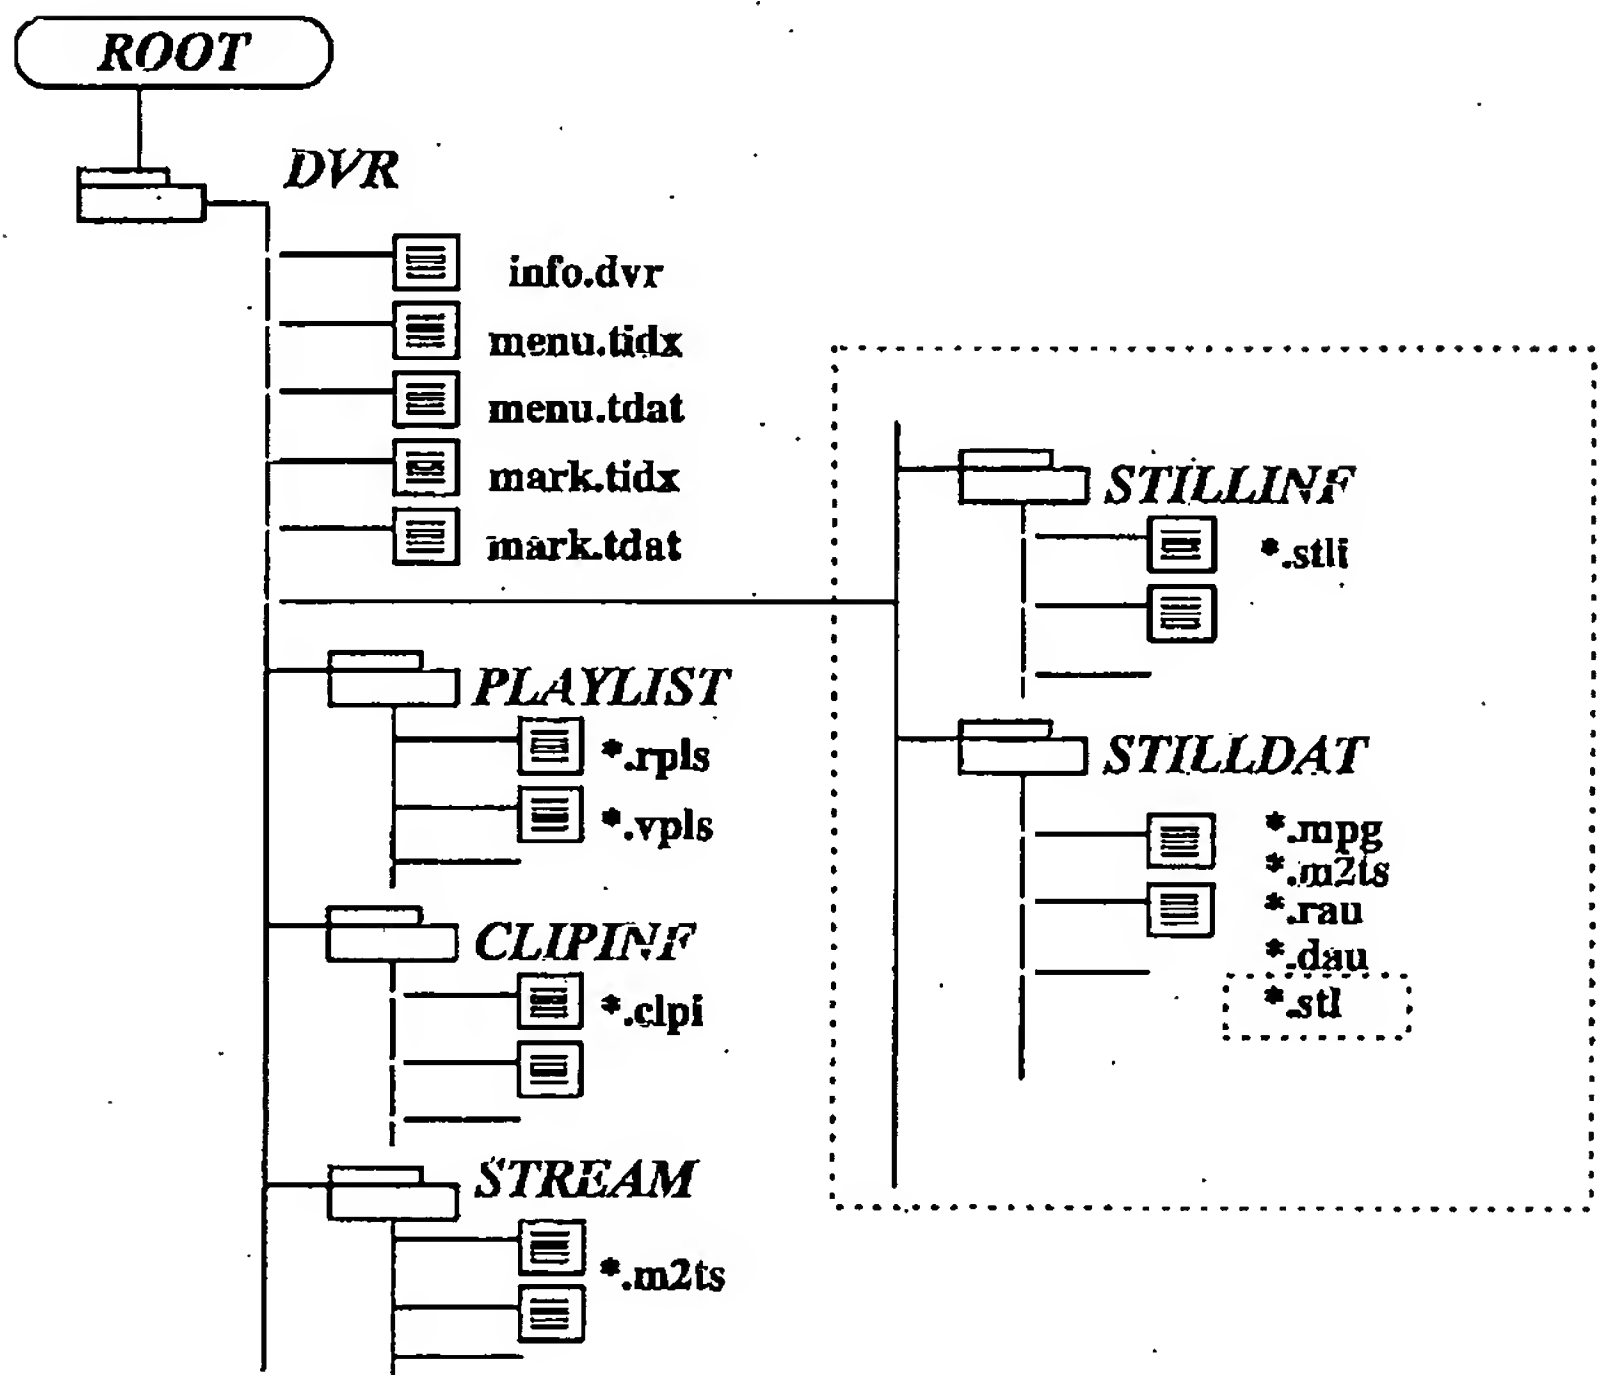 ROOT
DVR
info.dvr
menu.tidx
menu.tdat
mark.tidx
mark.tdat
PLAYLIST
*.rpls
*.vpls
CLIPINF
*.clpi
STREAM
*.m2ts
STILLINF
*.stli
STILLDAT
*.mpg
*.m2ts
*.rau
*.dau
*.stl